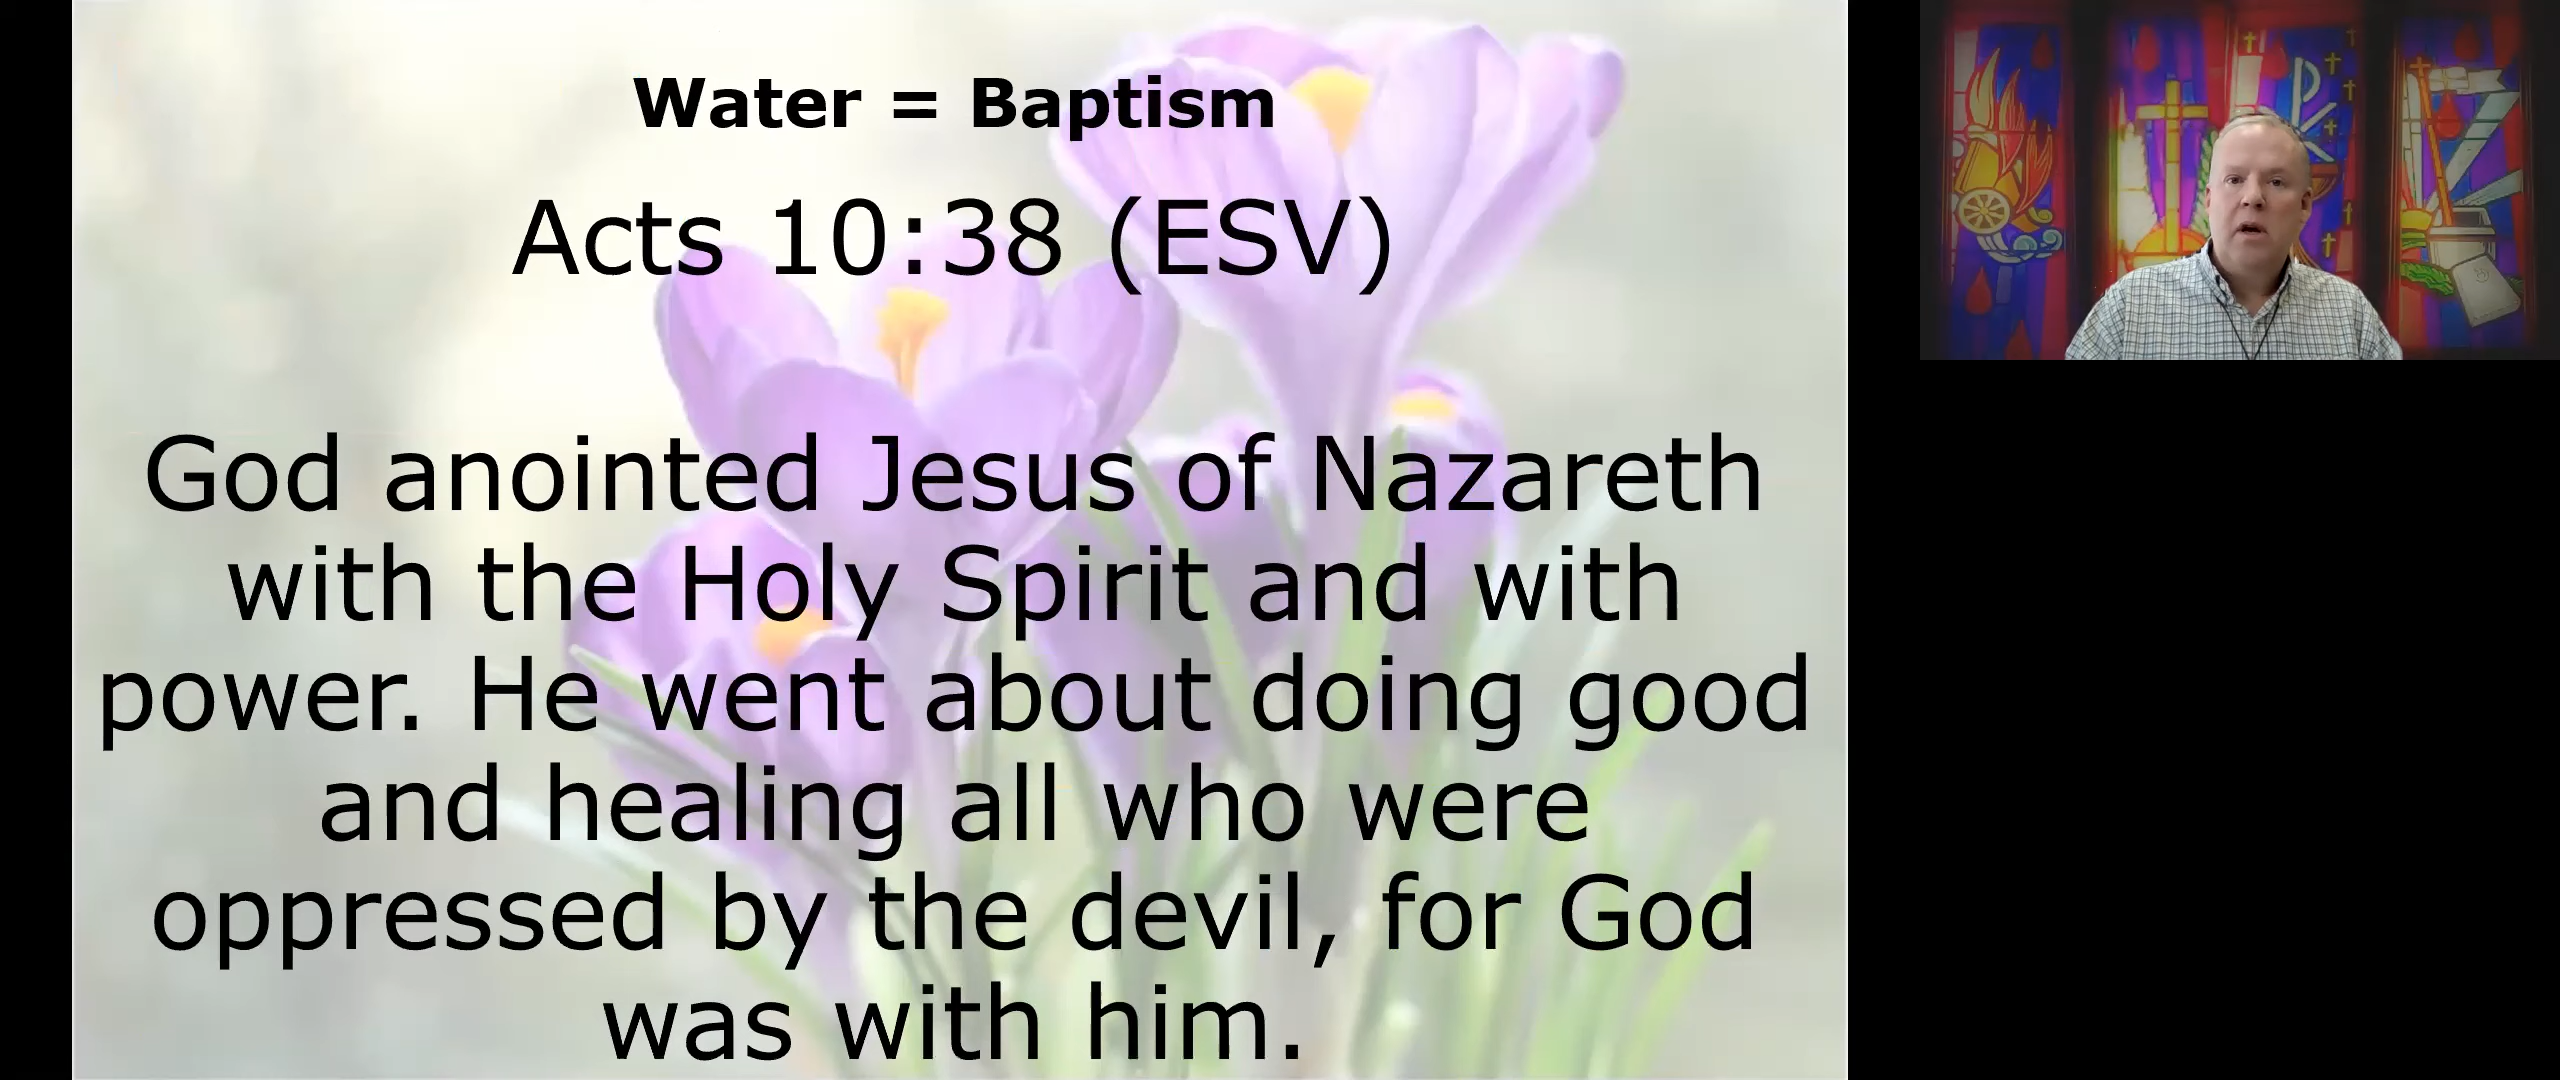 Water = Baptism
Acts 10:38 (ESV)
God anointed Jesus of Nazareth
with the Holy Spirit and with
power. He went about doing good
and healing all who were
oppressed by the devil, for God
was with him.